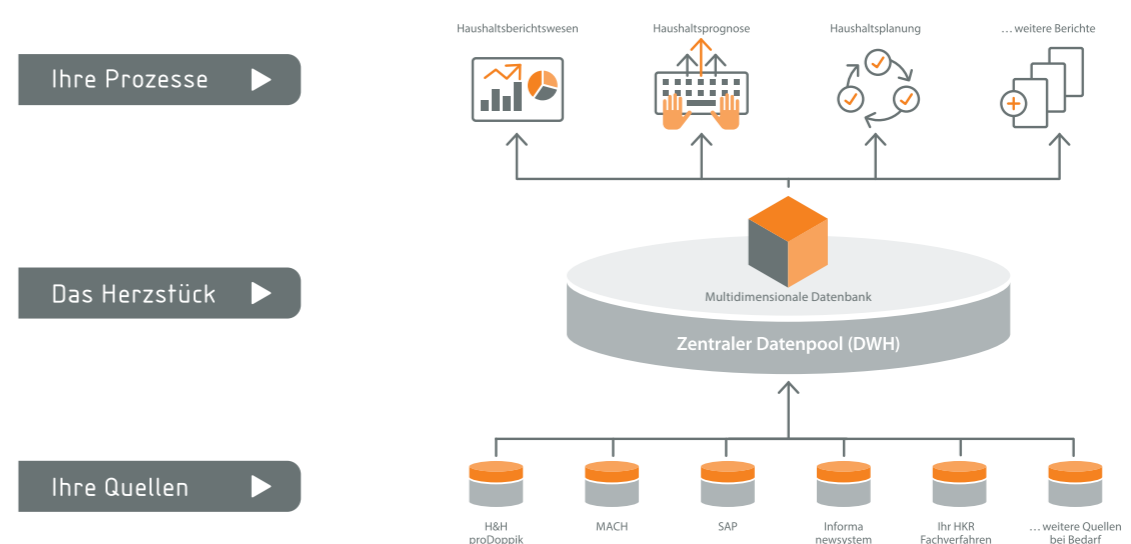 Haushaltsberichtswesen
Haushaltsprognose
Haushaltsplanung
... weitere Berichte
Ihre Prozesse
Das Herzstück
Multidimensionale Datenbank
Zentraler Datenpool (DWH)
Ihre Quellen
H&H
proDoppik
MACH
SAP
Informa
newsystem
Ihr HKR
Fachverfahren
... weitere Quellen
bei Bedarf